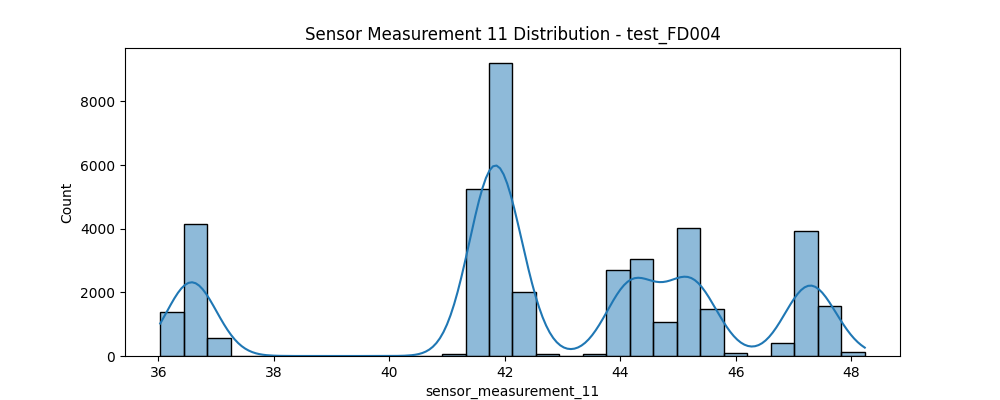 Sensor Measurement 11 Distribution - test_FD004
8000
6000
4000
2000
0
Count
36 38 40 42 44 46 48
sensor_measurement_11